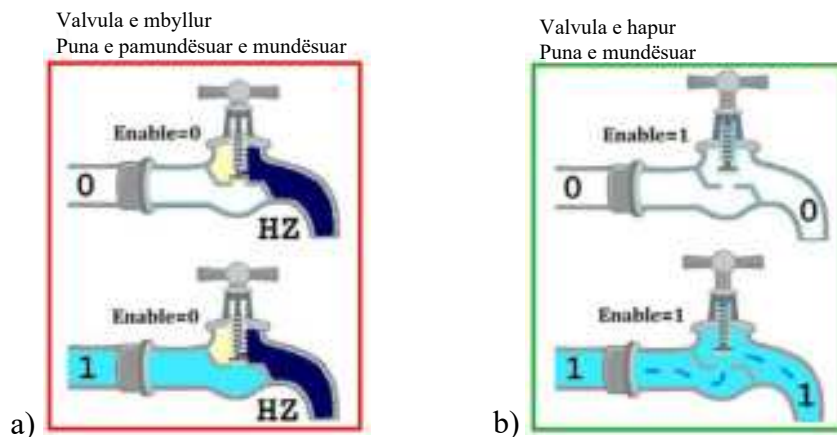 Valvula e mbyllur
Puna e pamundësuar e mundësuar
Enable=0
0
HZ
Enable=0
1
HZ
a)
Valvula e hapur
Puna e mundësuar
Enable=1
0
0
Enable=1
1
1
b)